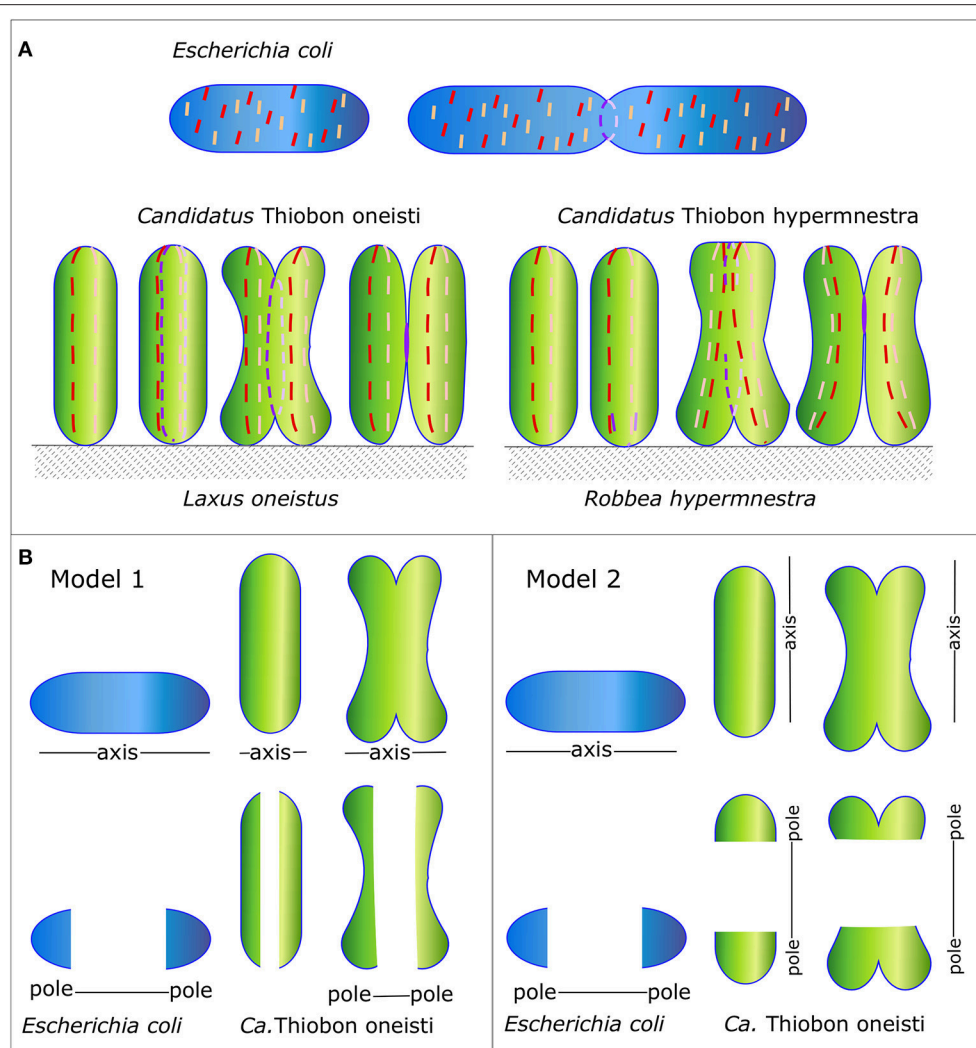 A
Escherichia coli
Candidatus Thiobon oneisti
Candidatus Thiobon hypermnestra
Laxus oneistus
Robbea hypermnestra
B
Model 1
axis
axis
axis
pole
pole
pole
pole
Escherichia coli
Ca.Thiobon oneisti
Model 2
axis
axis
axis
pole
pole
pole
pole
pole
pole
Escherichia coli
Ca. Thiobon oneisti